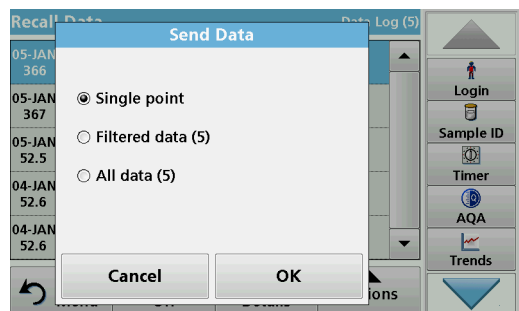 Recall Data
Data Log (5)
Send Data
05-JAN
366
05-JAN
367
05-JAN
52.5
04-JAN
52.6
04-JAN
52.6
Single point
Filtered data (5)
All data (5)
Cancel
OK
Login
Sample ID
Timer
AQA
Trends